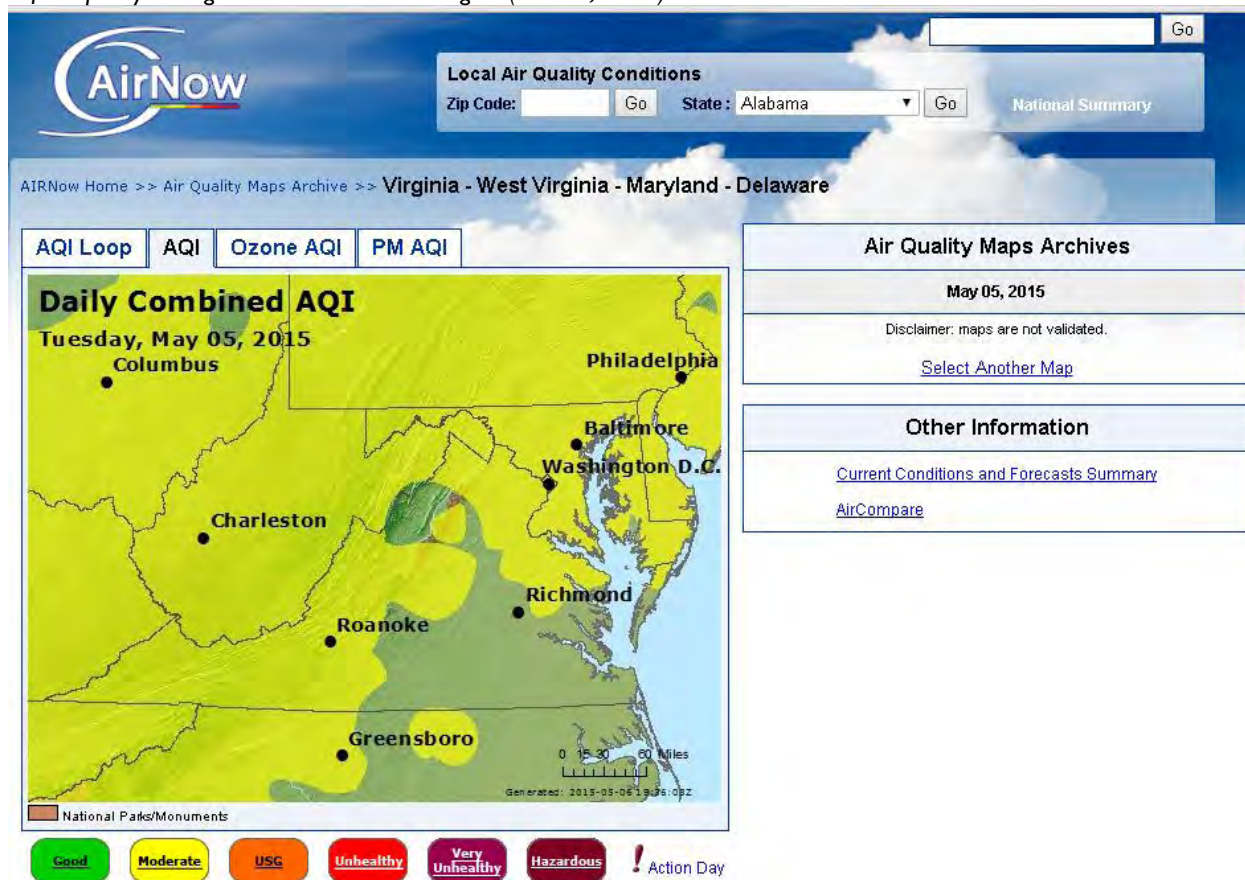 Go
AirNow
Local Air Quality Conditions
Zip Code: Go State : Alabama Go National Summary
AIRNow Home >> Air Quality Maps Archive >> Virginia - West Virginia - Maryland - Delaware
AQI Loop AQI Ozone AQI PM AQI
Daily Combined AQI
Tuesday, May 05, 2015
Columbus
Philadelphia
Baltimore
Washington D.C.
Charleston
Richmond
Roanoke
Greensboro
0 15 30 60 Miles
National Parks/Monuments
Good Moderate USG Unhealthy Very Unhealthy Hazardous ! Action Day
Air Quality Maps Archives
May 05, 2015
Disclaimer: maps are not validated.
Select Another Map
Other Information
Current Conditions and Forecasts Summary
AirCompare